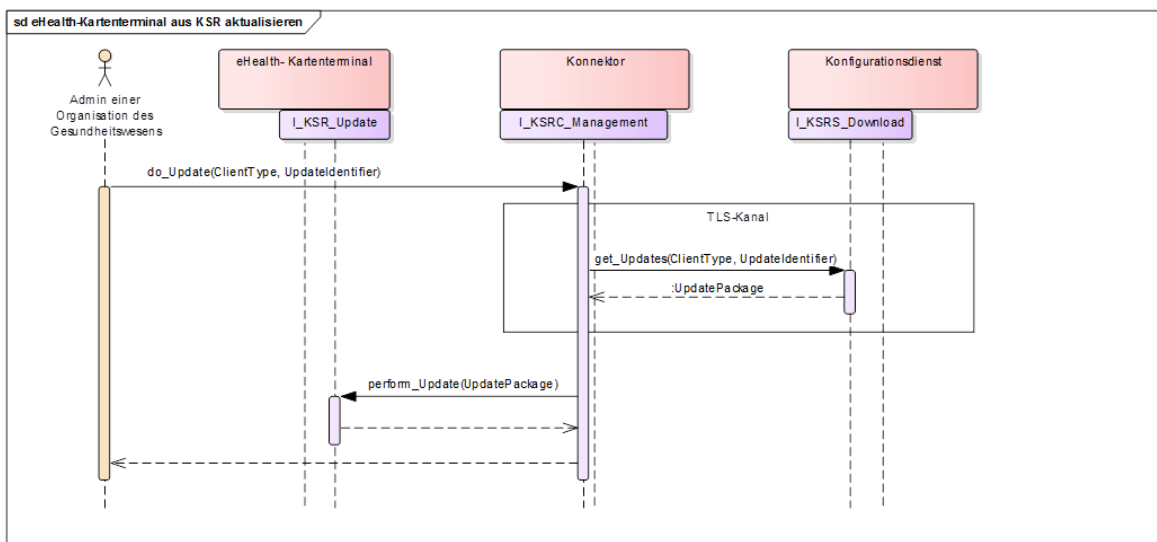 sd eHealth-Kartenterminal aus KSR aktualisieren
eHealth- Kartenterminal
Konnektor
Konfigurationsdienst
Admin einer
Organisation des
Gesundheitswesens
I_KSR_Update
I_KSRC_Management
I_KSRS_Download
do_Update(ClientType, UpdateIdentifier)
TLS-Kanal
get_Updates(ClientType, UpdateIdentifier)
:UpdatePackage
perform_Update(UpdatePackage)